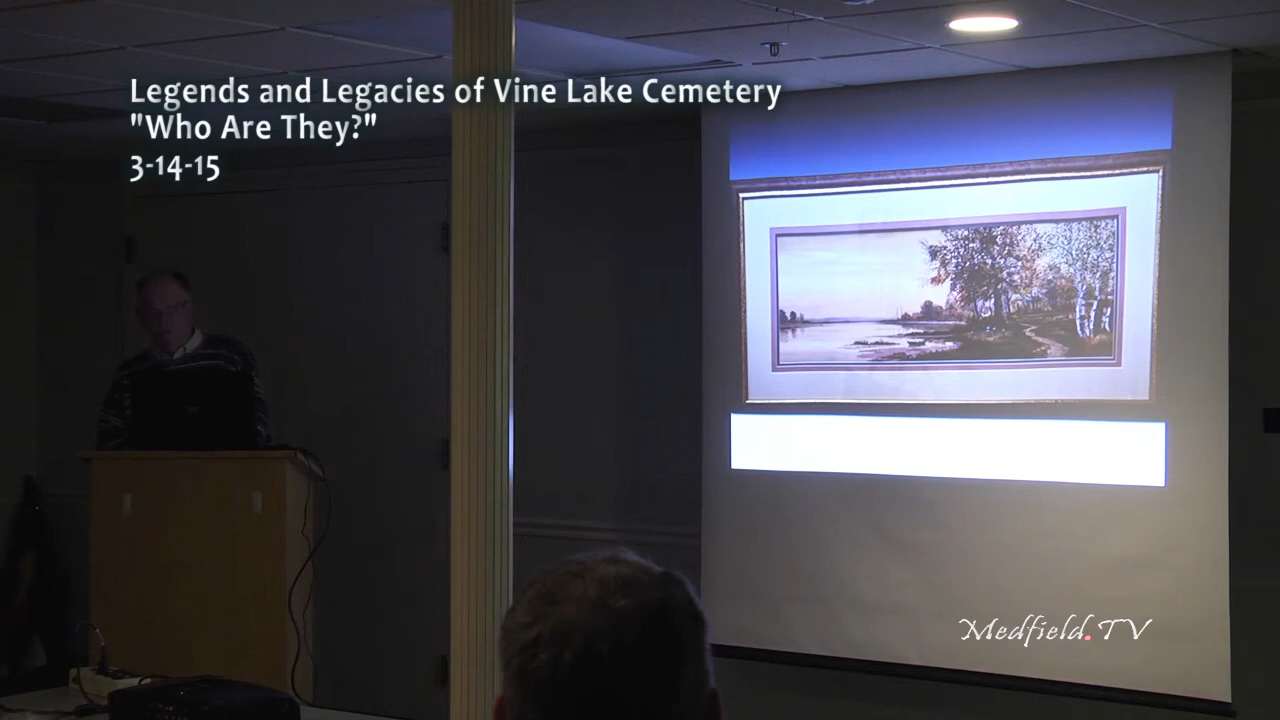 Legends and Legacies of Vine Lake Cemetery
"Who Are They?"
3-14-15
Medfield.TV